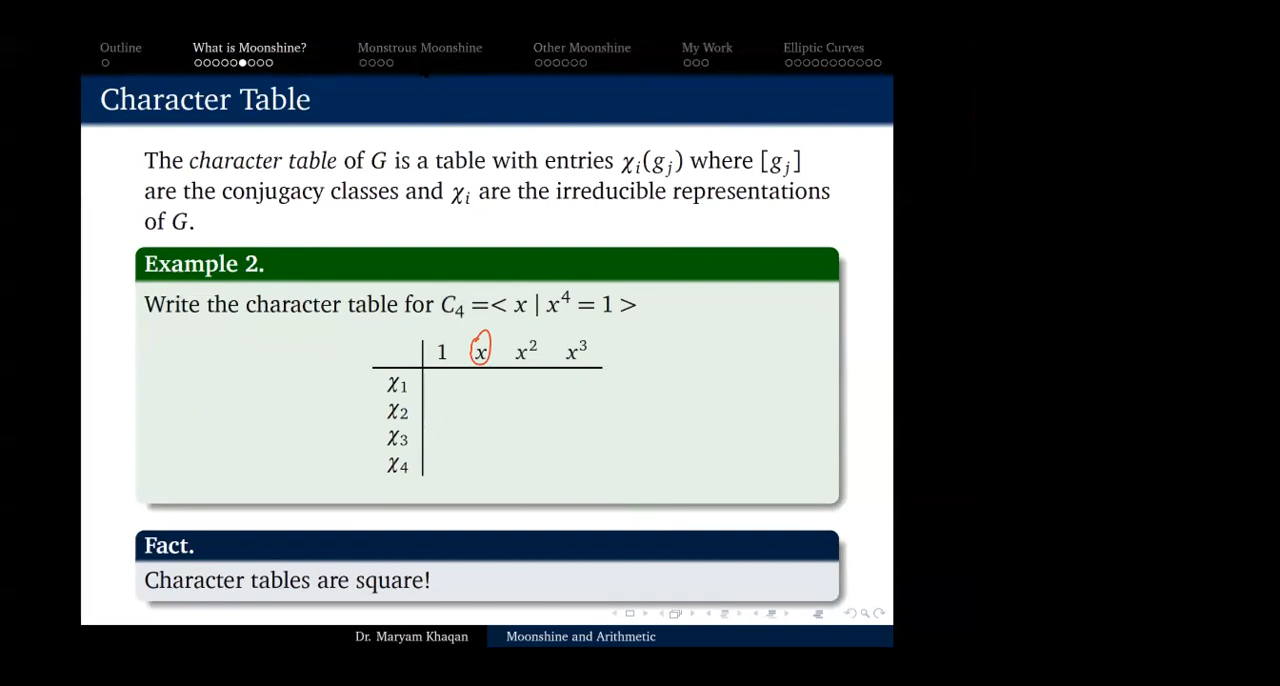 Outline What is Moonshine? Monstrous Moonshine Other Moonshine My Work Elliptic Curves
Character Table
The character table of G is a table with entries χᵢ(gⱼ) where [gⱼ]
are the conjugacy classes and χᵢ are the irreducible representations
of G.
Example 2.
Write the character table for C₄ =< x | x⁴ = 1 >
1 x x² x³
χ₁
χ₂
χ₃
χ₄
Fact.
Character tables are square!
Dr. Maryam Khaqan Moonshine and Arithmetic